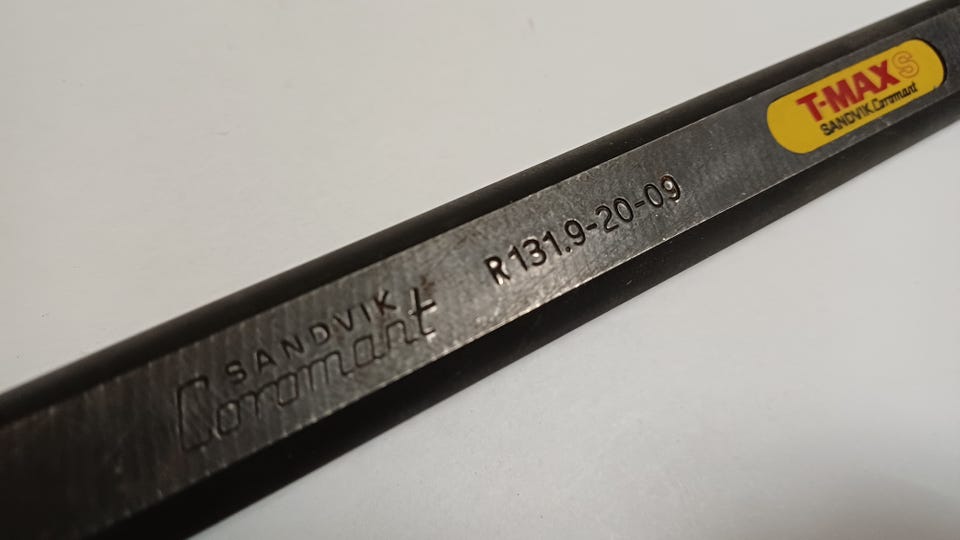 SANDVIK
Coromant
R131.9-20-09
T-MAX S
SANDVIK Coromant